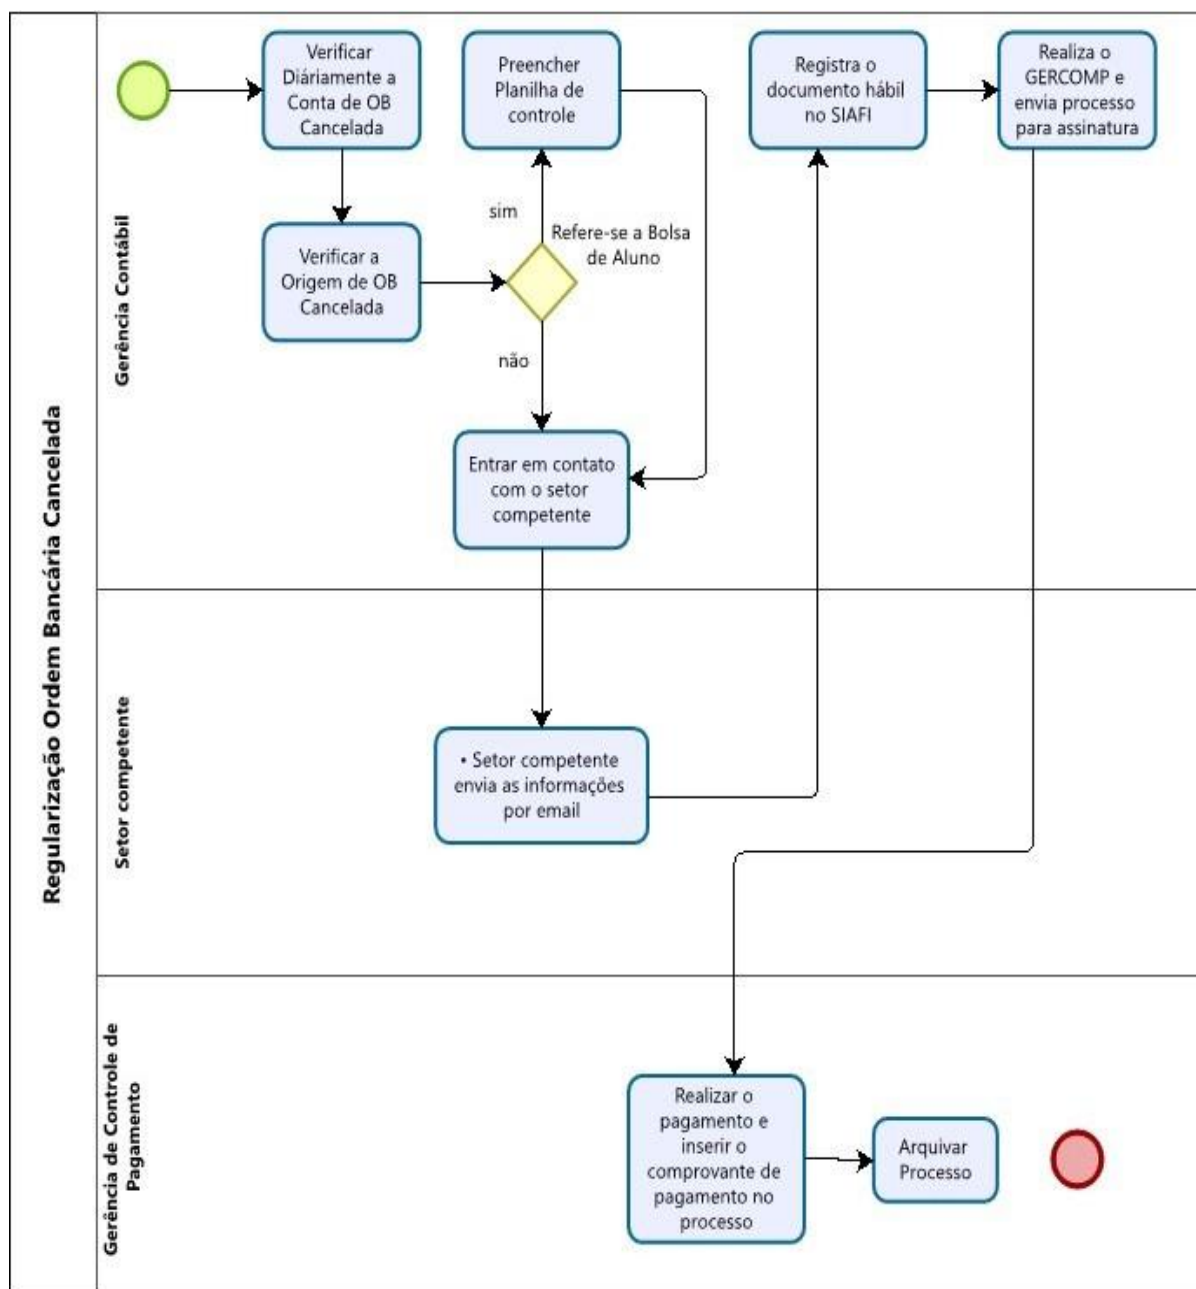 Regularização Ordem Bancária Cancelada
Gerência Contábil
Verificar
Diáriamente a
Conta de OB
Cancelada
Preencher
Planilha de
controle
Registra o
documento hábil
no SIAFI
Realiza o
GERCOMP e
envia processo
para assinatura
sim
Refere-se a Bolsa
de Aluno
Verificar a
Origem de OB
Cancelada
não
Entrar em contato
com o setor
competente
Setor competente
• Setor competente
envia as informações
por email
Gerência de Controle de
Pagamento
Realizar o
pagamento e
inserir o
comprovante de
pagamento no
processo
Arquivar
Processo